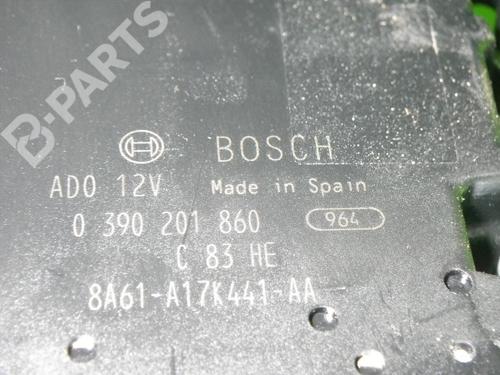 B-PARTS
BOSCH
ADO 12V Made in Spain
0 390 201 860 964
C 83 HE
8A61-A17K441-AA